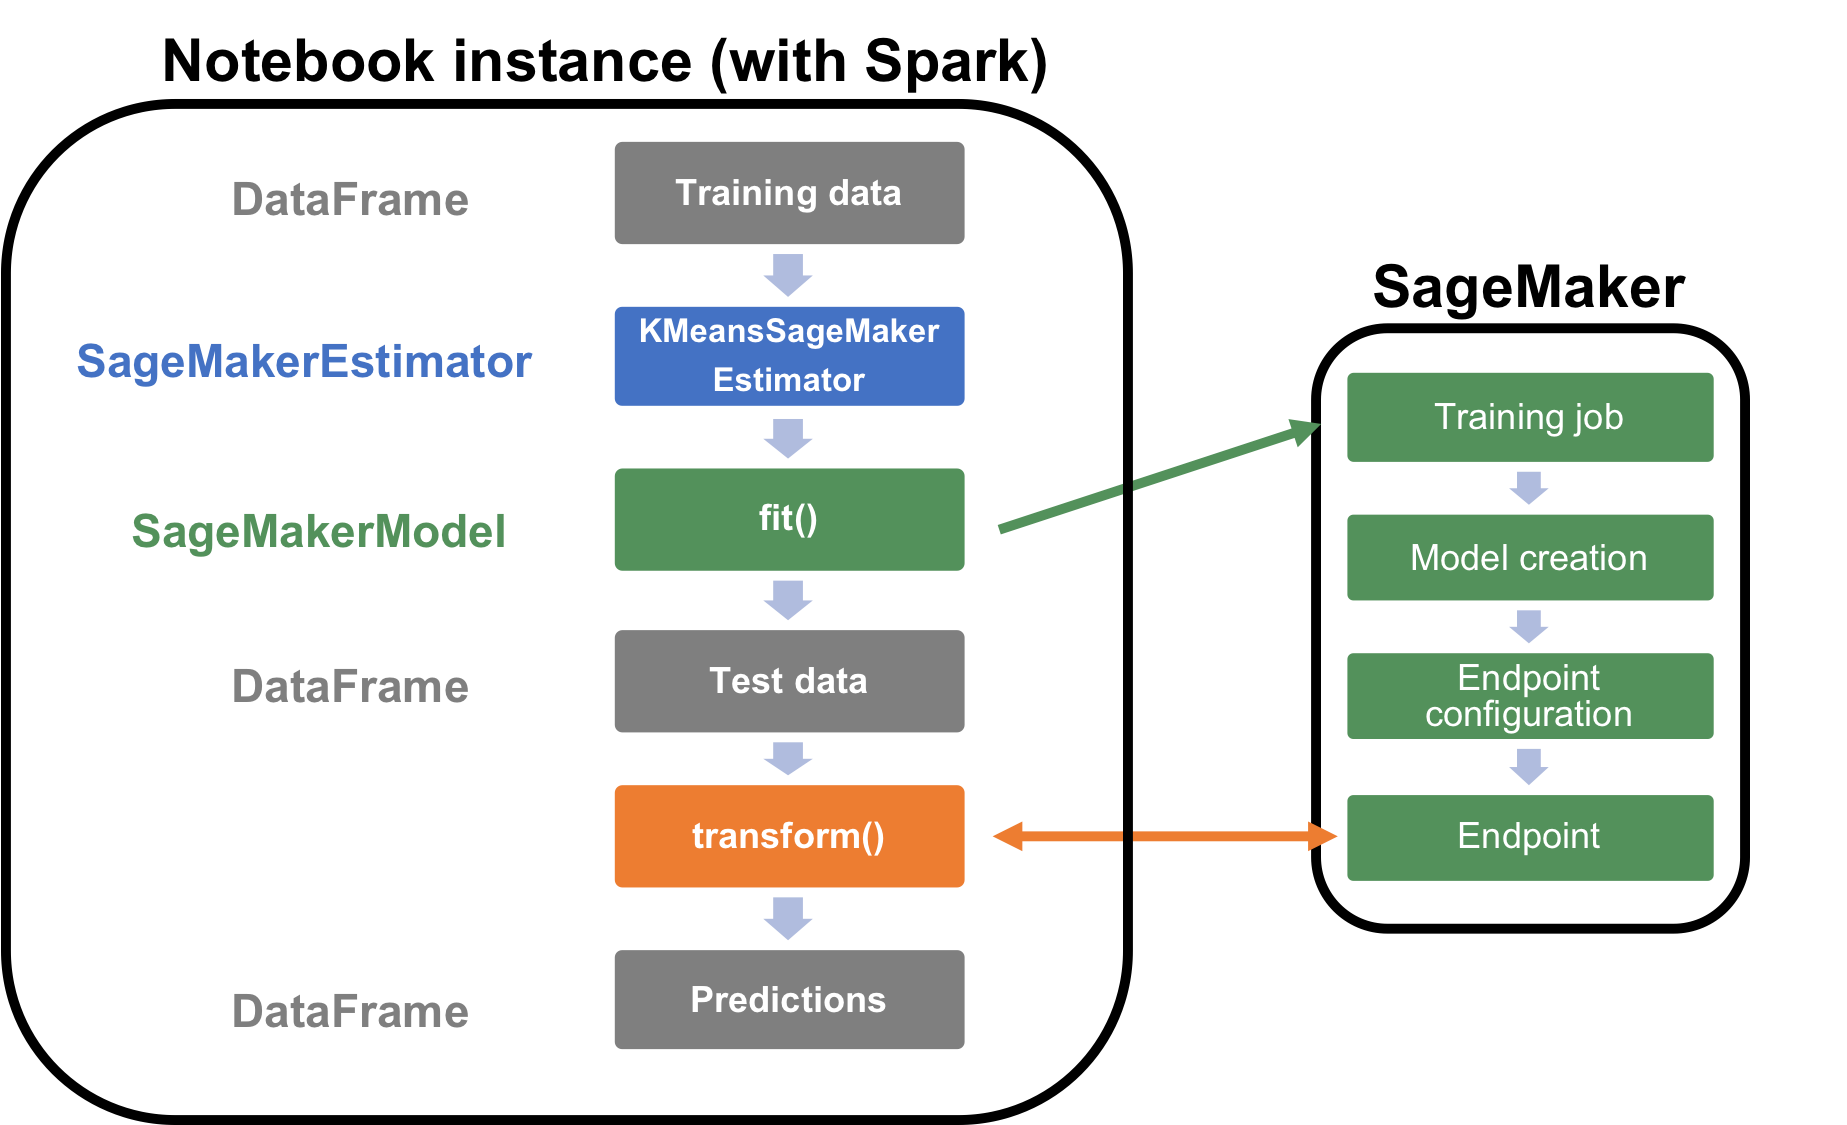 Notebook instance (with Spark)
DataFrame
Training data
SageMakerEstimator
KMeansSageMaker
Estimator
SageMakerModel
fit()
DataFrame
Test data
transform()
DataFrame
Predictions
SageMaker
Training job
Model creation
Endpoint
configuration
Endpoint